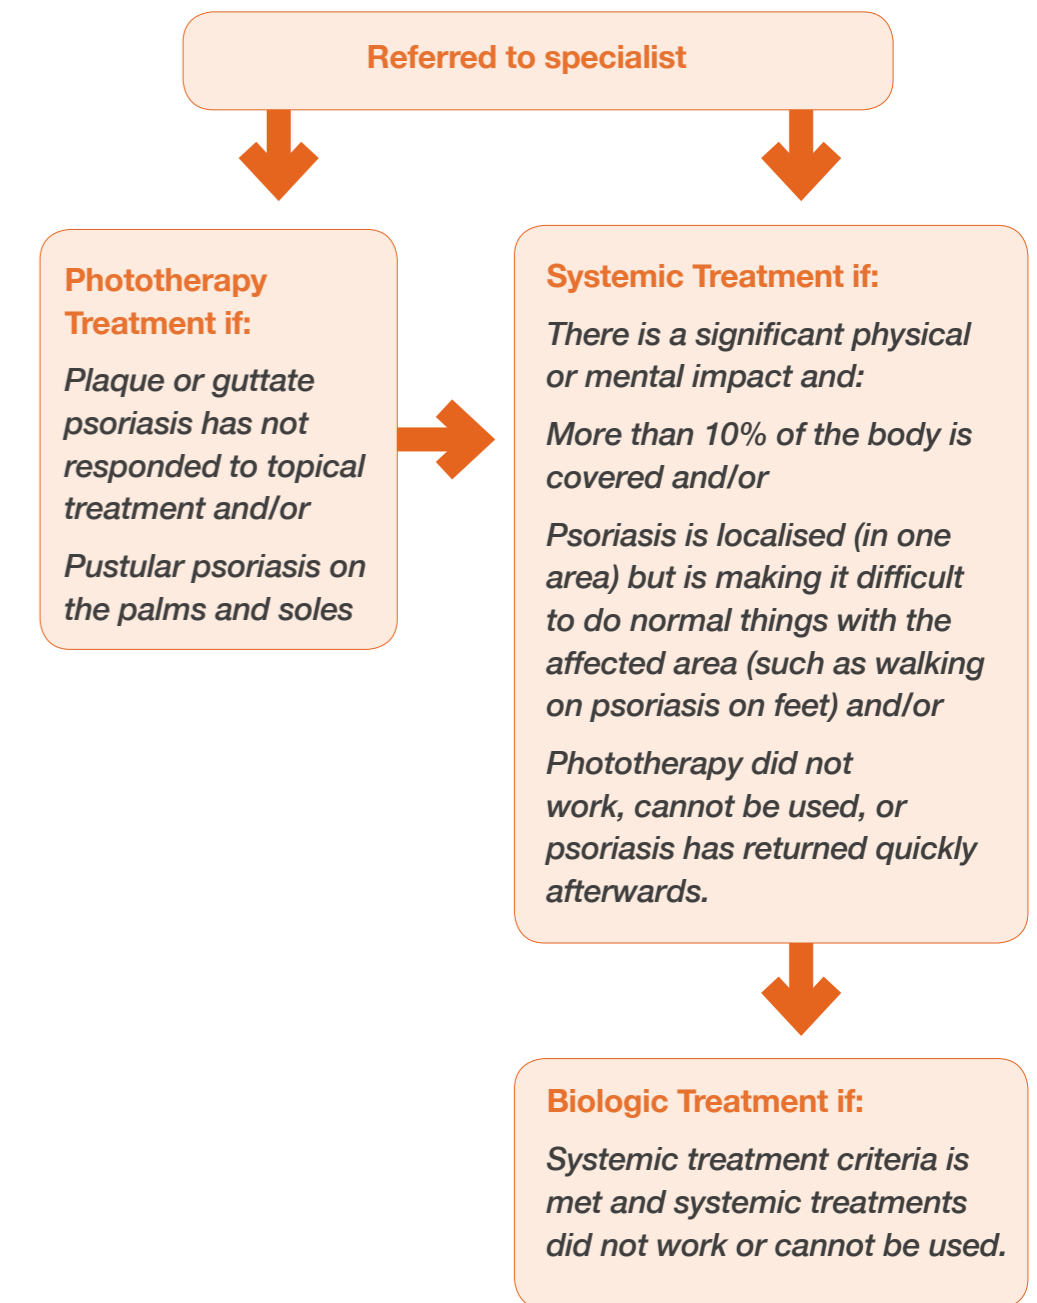 Referred to specialist
Phototherapy
Treatment if:
Plaque or guttate
psoriasis has not
responded to topical
treatment and/or
Pustular psoriasis on
the palms and soles
Systemic Treatment if:
There is a significant physical
or mental impact and:
More than 10% of the body is
covered and/or
Psoriasis is localised (in one
area) but is making it difficult
to do normal things with the
affected area (such as walking
on psoriasis on feet) and/or
Phototherapy did not
work, cannot be used, or
psoriasis has returned quickly
afterwards.
Biologic Treatment if:
Systemic treatment criteria is
met and systemic treatments
did not work or cannot be used.